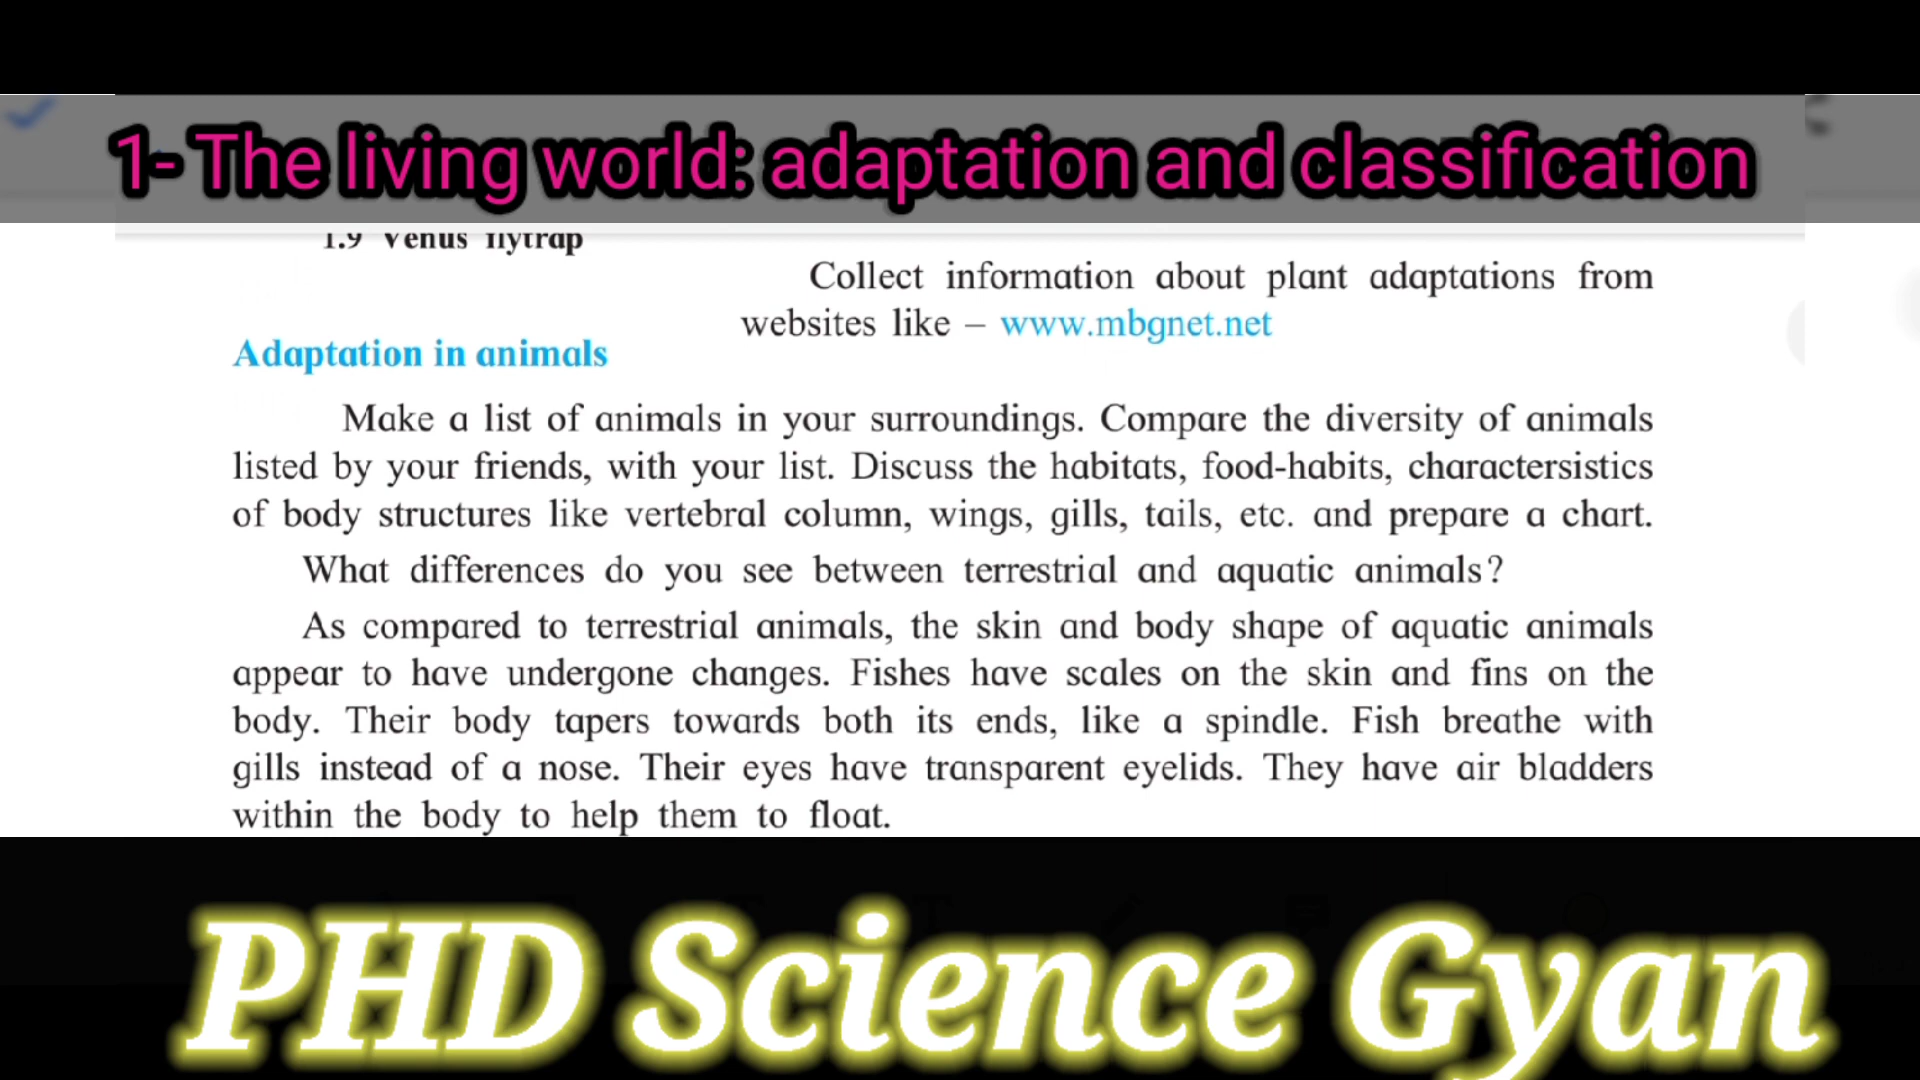 1- The living world: adaptation and classification
1.9 Venus flytrap
Collect information about plant adaptations from
websites like – www.mbgnet.net
Adaptation in animals
Make a list of animals in your surroundings. Compare the diversity of animals
listed by your friends, with your list. Discuss the habitats, food-habits, charactersistics
of body structures like vertebral column, wings, gills, tails, etc. and prepare a chart.
What differences do you see between terrestrial and aquatic animals?
As compared to terrestrial animals, the skin and body shape of aquatic animals
appear to have undergone changes. Fishes have scales on the skin and fins on the
body. Their body tapers towards both its ends, like a spindle. Fish breathe with
gills instead of a nose. Their eyes have transparent eyelids. They have air bladders
within the body to help them to float.
PHD Science Gyan